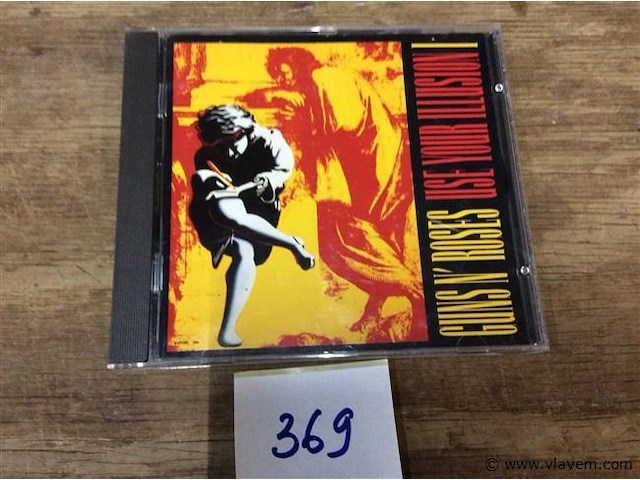 GUNS N' ROSES USE YOUR ILLUSION I
369
© www.vlavem.com